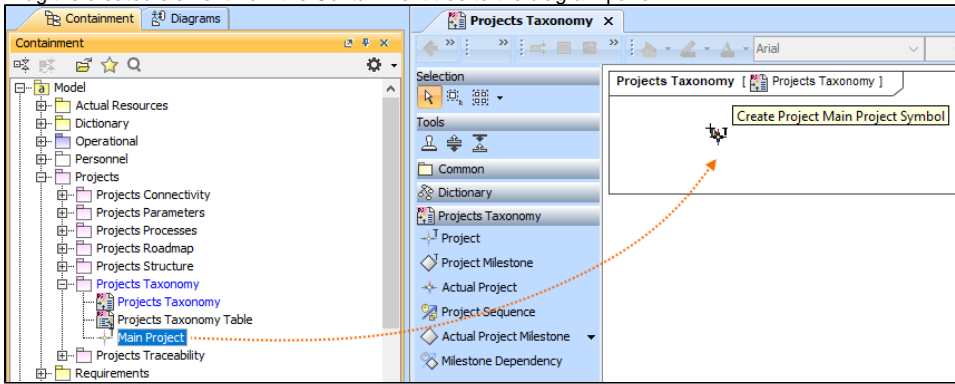 Containment
Diagrams
Containment
Model
Actual Resources
Dictionary
Operational
Personnel
Projects
Projects Connectivity
Projects Parameters
Projects Processes
Projects Roadmap
Projects Structure
Projects Taxonomy
Projects Taxonomy
Projects Taxonomy Table
Main Project
Projects Traceability
Requirements
Projects Taxonomy
Arial
Selection
Tools
Common
Dictionary
Projects Taxonomy
Project
Project Milestone
Actual Project
Project Sequence
Actual Project Milestone
Milestone Dependency
Projects Taxonomy [ Projects Taxonomy ]
Create Project Main Project Symbol